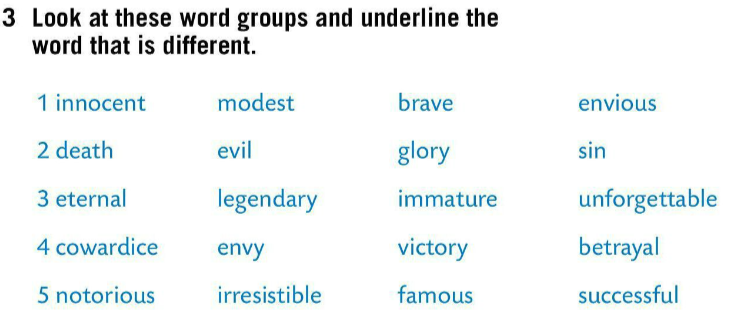 3 Look at these word groups and underline the
word that is different.
1 innocent modest brave envious
2 death evil glory sin
3 eternal legendary immature unforgettable
4 cowardice envy victory betrayal
5 notorious irresistible famous successful